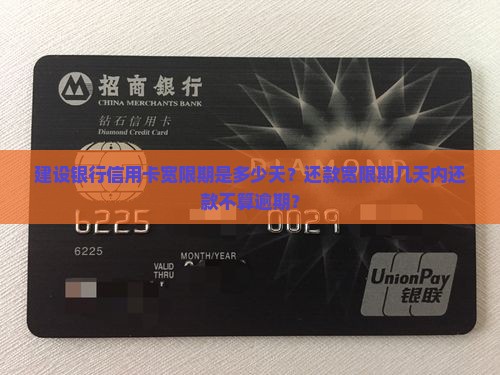 招商銀行
CHINA MERCHANTS BANK
钻石信用卡
Diamond Credit Card
DIAMOND
建设银行信用卡宽限期是多少天？还款宽限期几天内还
款不算逾期？
6225 0029
6225
MONTH/YEAR
VALID
THRU
UnionPay
银联